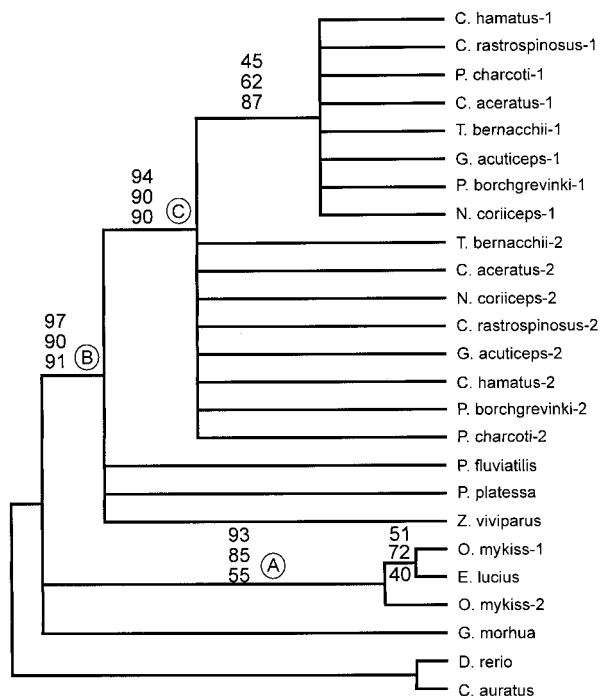 C. hamatus-1
C. rastrospinosus-1
P. charcoti-1
C. aceratus-1
T. bernacchii-1
G. acuticeps-1
P. borchgrevinki-1
N. coriiceps-1
45
62
87
94
90
90 C
T. bernacchii-2
C. aceratus-2
N. coriiceps-2
C. rastrospinosus-2
G. acuticeps-2
C. hamatus-2
P. borchgrevinki-2
P. charcoti-2
97
90
91 B
P. fluviatilis
P. platessa
Z. viviparus
93
85
55 A
51
72
40
O. mykiss-1
E. lucius
O. mykiss-2
G. morhua
D. rerio
C. auratus